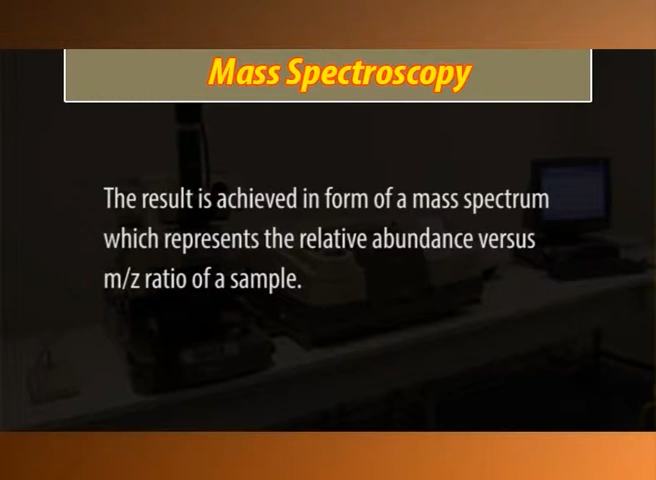 Mass Spectroscopy
The result is achieved in form of a mass spectrum
which represents the relative abundance versus
m/z ratio of a sample.